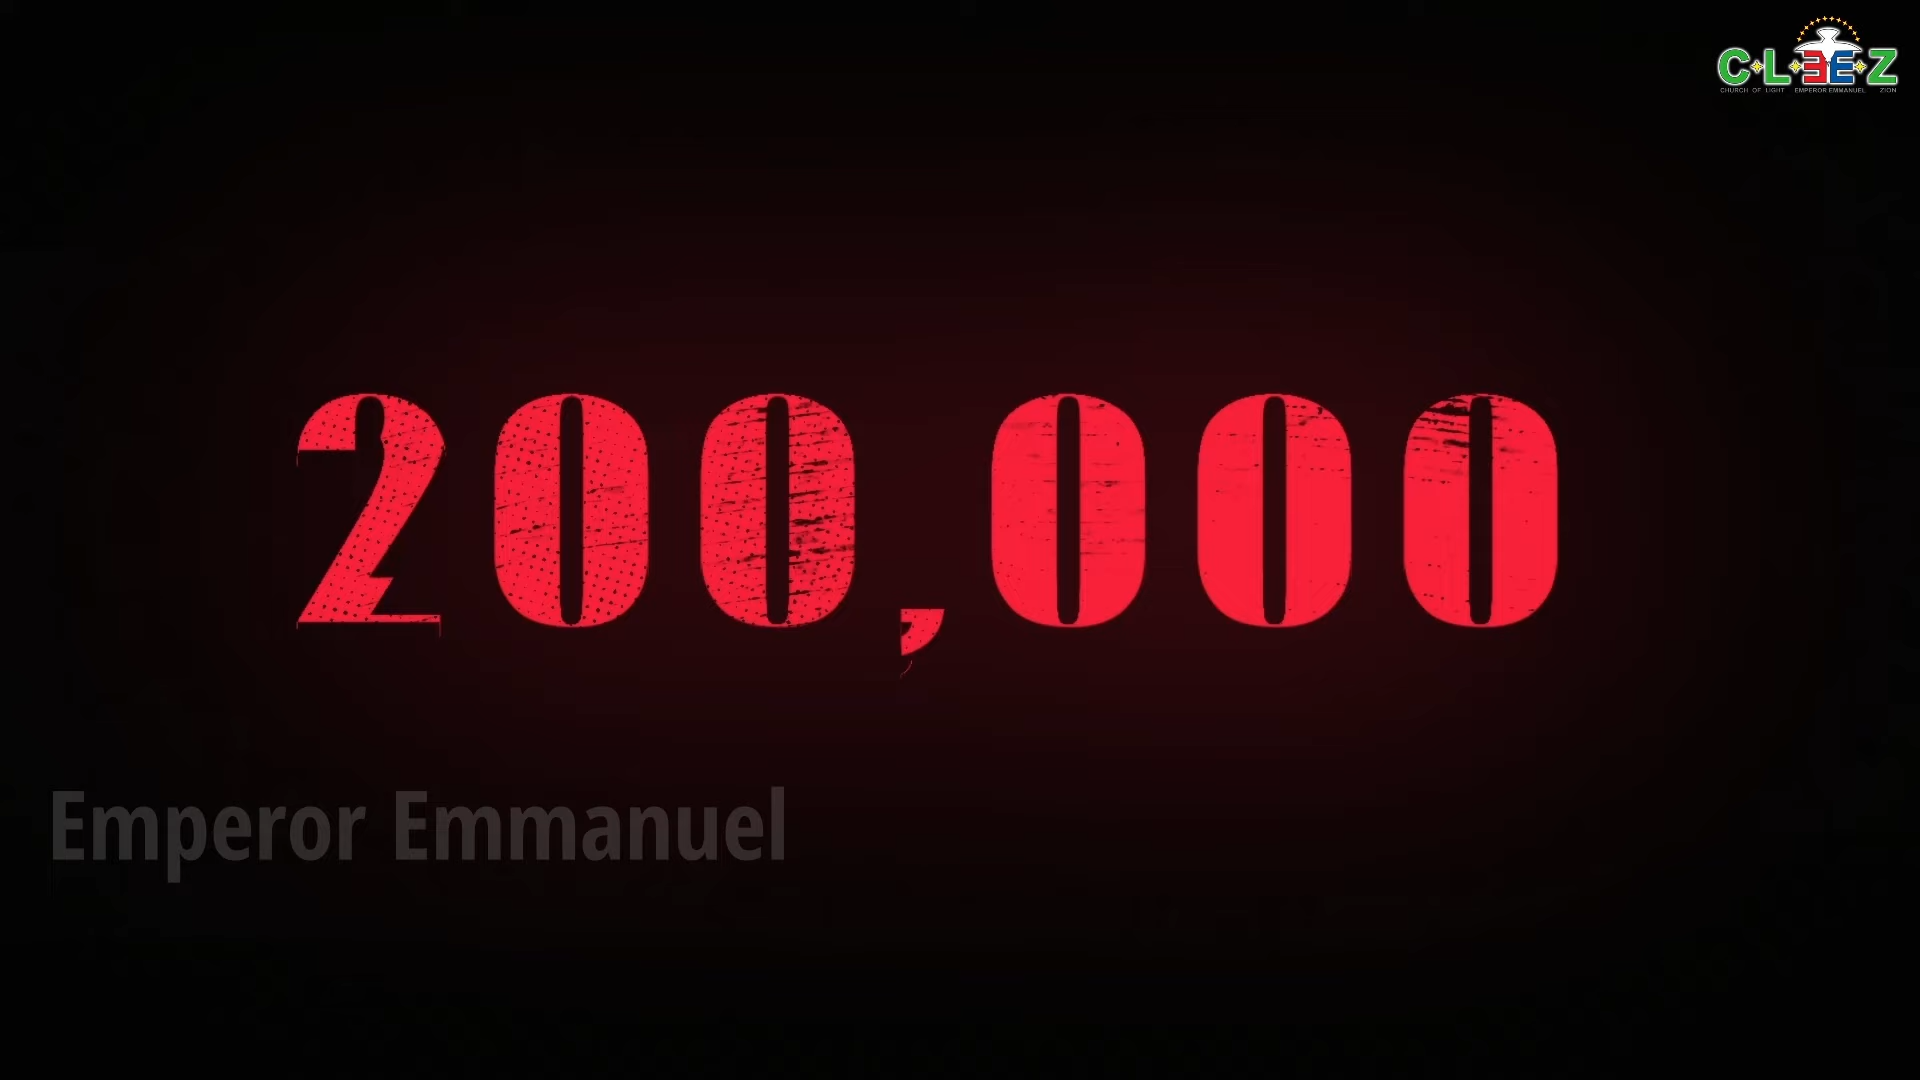 C L E E Z
CHURCH OF LIGHT EMPEROR EMMANUEL ZION
200,000
Emperor Emmanuel